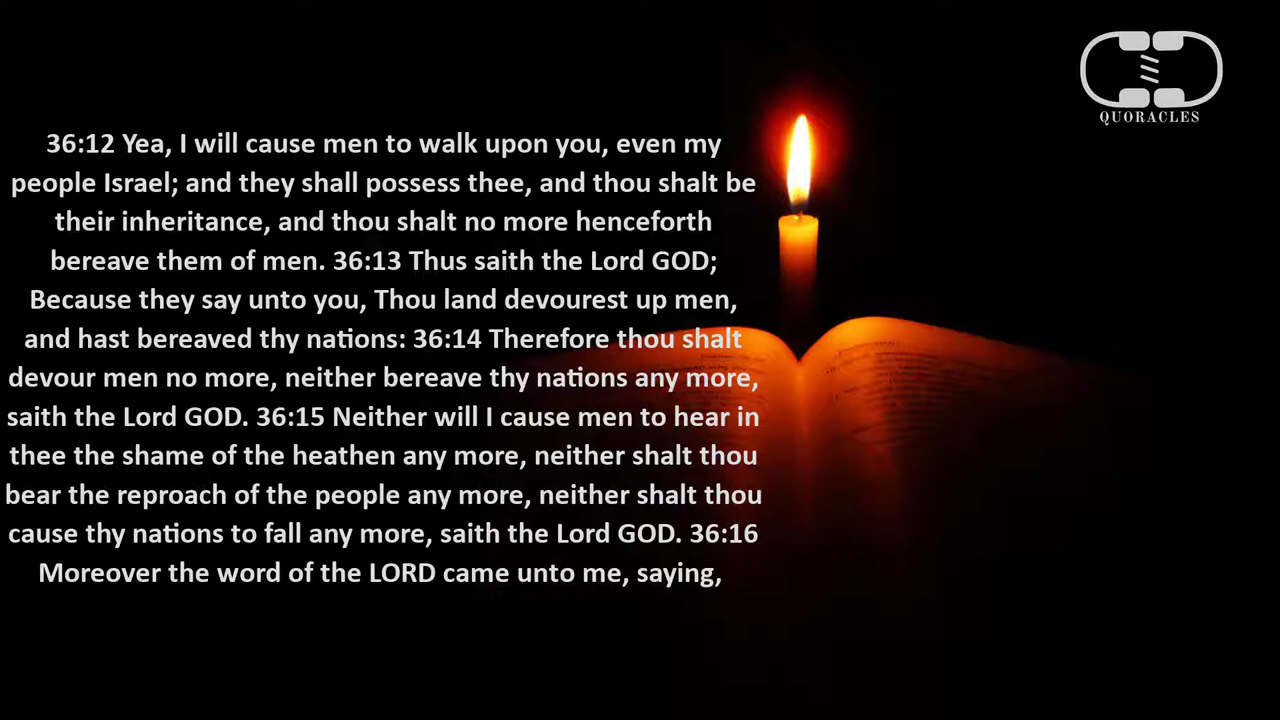 QUORACLES
36:12 Yea, I will cause men to walk upon you, even my
people Israel; and they shall possess thee, and thou shalt be
their inheritance, and thou shalt no more henceforth
bereave them of men. 36:13 Thus saith the Lord GOD;
Because they say unto you, Thou land devourest up men,
and hast bereaved thy nations: 36:14 Therefore thou shalt
devour men no more, neither bereave thy nations any more,
saith the Lord GOD. 36:15 Neither will I cause men to hear in
thee the shame of the heathen any more, neither shalt thou
bear the reproach of the people any more, neither shalt thou
cause thy nations to fall any more, saith the Lord GOD. 36:16
Moreover the word of the LORD came unto me, saying,